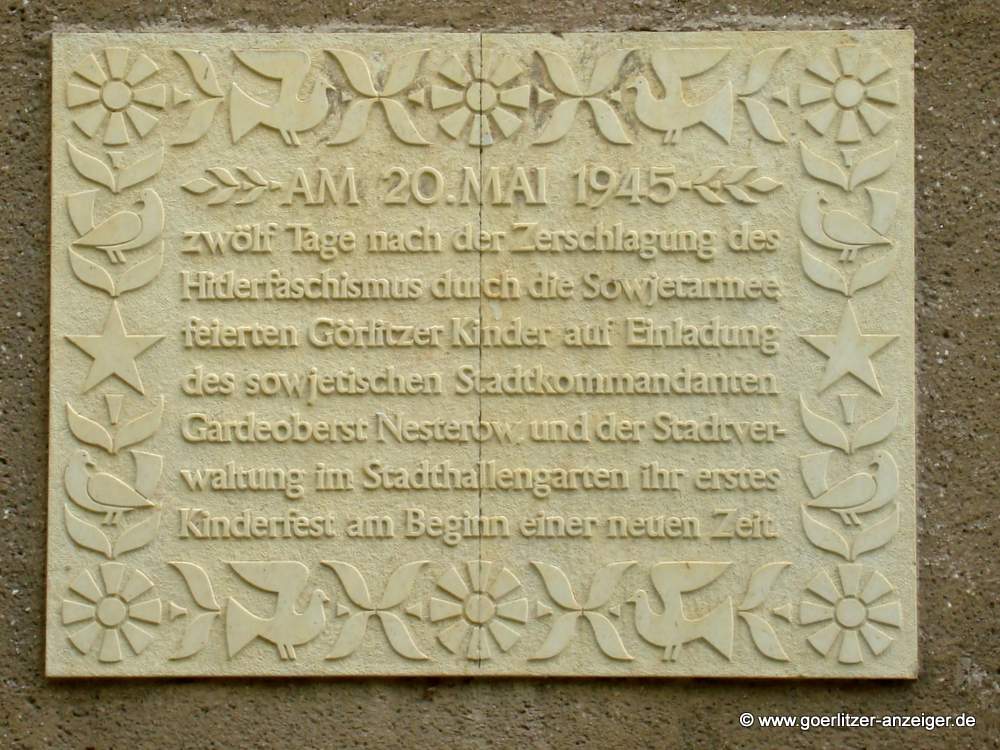 AM 20. MAI 1945
zwölf Tage nach der Zerschlagung des
Hitlerfaschismus durch die Sowjetarmee,
feierten Görlitzer Kinder auf Einladung
des sowjetischen Stadtkommandanten
Gardeoberst Nesterow, und der Stadtver-
waltung im Stadthallengarten ihr erstes
Kinderfest am Beginn einer neuen Zeit.
© www.goerlitzer-anzeiger.de